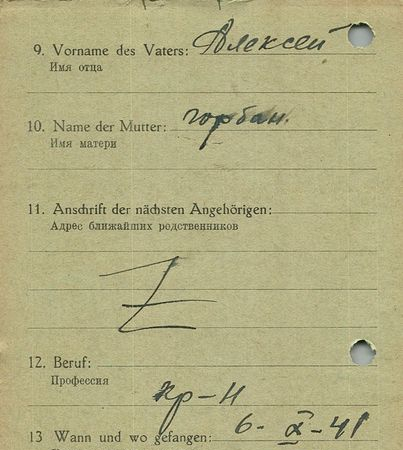 9. Vorname des Vaters: Алексей
Имя отца
10. Name der Mutter: горбан.
Имя матери
11. Anschrift der nächsten Angehörigen:
Адрес ближайших родственников
Z
12. Beruf:
Профессия
кр-н
13 Wann und wo gefangen: 6-X-41